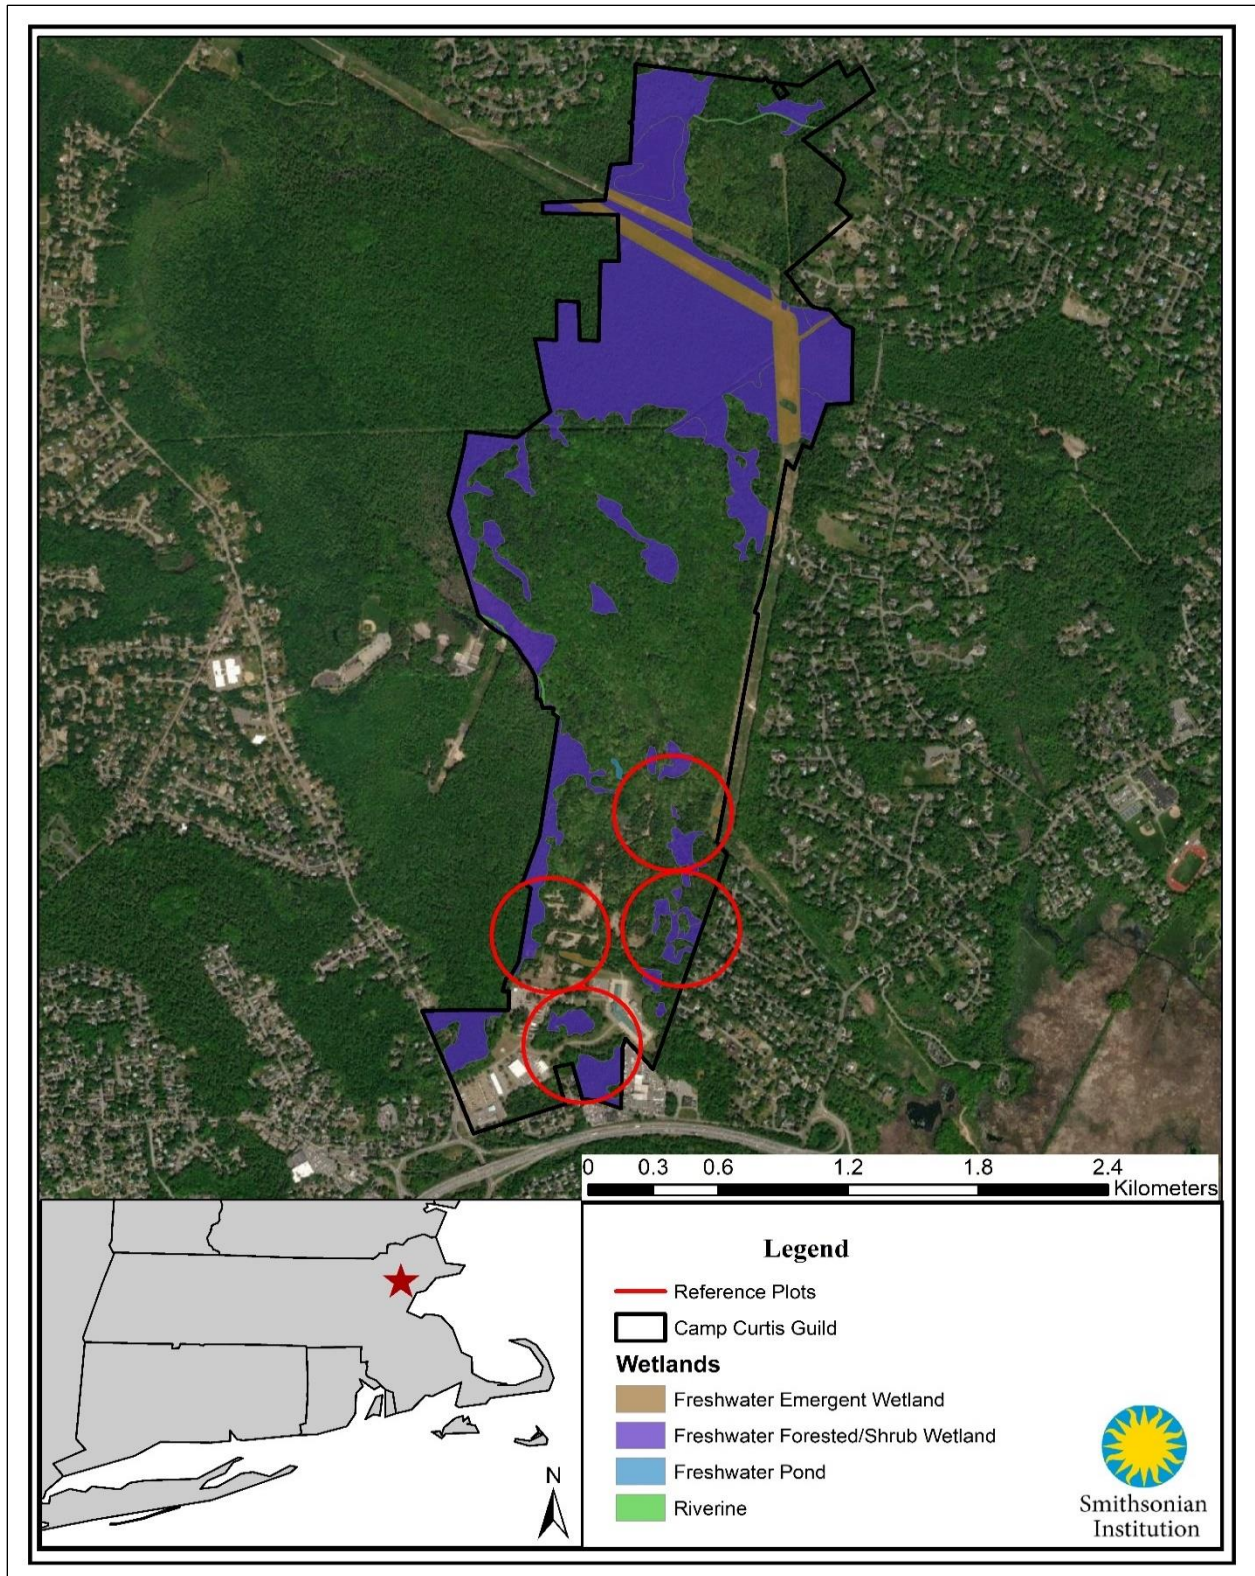 0 0.3 0.6 1.2 1.8 2.4
Kilometers
Legend
Reference Plots
Camp Curtis Guild
Wetlands
Freshwater Emergent Wetland
Freshwater Forested/Shrub Wetland
Freshwater Pond
Riverine
N
Smithsonian
Institution